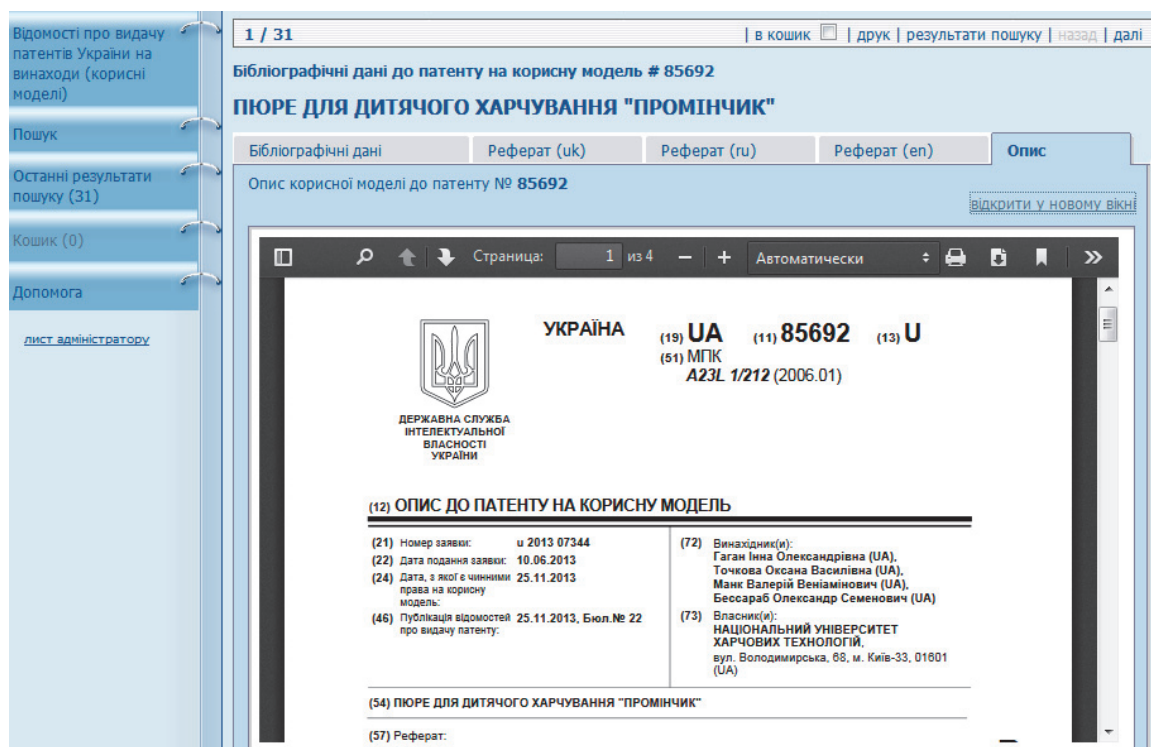 Відомості про видачу
патентів України на
винаходи (корисні
моделі)
Пошук
Останні результати
пошуку (31)
Кошик (0)
Допомога
лист адміністратору
1 / 31
| в кошик | друк | результати пошуку | назад | далі
Бібліографічні дані до патенту на корисну модель # 85692
ПЮРЕ ДЛЯ ДИТЯЧОГО ХАРЧУВАННЯ "ПРОМІНЧИК"
Бібліографічні дані
Реферат (uk)
Реферат (ru)
Реферат (en)
Опис
Опис корисної моделі до патенту № 85692
відкрити у новому вікні
Страница: 1 из 4
Автоматически
УКРАЇНА
(19) UA (11) 85692 (13) U
(51) МПК
A23L 1/212 (2006.01)
ДЕРЖАВНА СЛУЖБА
ІНТЕЛЕКТУАЛЬНОЇ
ВЛАСНОСТІ
УКРАЇНИ
(12) ОПИС ДО ПАТЕНТУ НА КОРИСНУ МОДЕЛЬ
(21) Номер заявки: u 2013 07344
(22) Дата подання заявки: 10.06.2013
(24) Дата, з якої є чинними 25.11.2013
права на корисну
модель:
(46) Публікація відомостей 25.11.2013, Бюл.№ 22
про видачу патенту:
(72) Винахідник(и):
Гаган Інна Олександрівна (UA),
Точкова Оксана Василівна (UA),
Манк Валерій Веніамінович (UA),
Бессараб Олександр Семенович (UA)
(73) Власник(и):
НАЦІОНАЛЬНИЙ УНІВЕРСИТЕТ
ХАРЧОВИХ ТЕХНОЛОГІЙ,
вул. Володимирська, 68, м. Київ-33, 01601
(UA)
(54) ПЮРЕ ДЛЯ ДИТЯЧОГО ХАРЧУВАННЯ "ПРОМІНЧИК"
(57) Реферат: